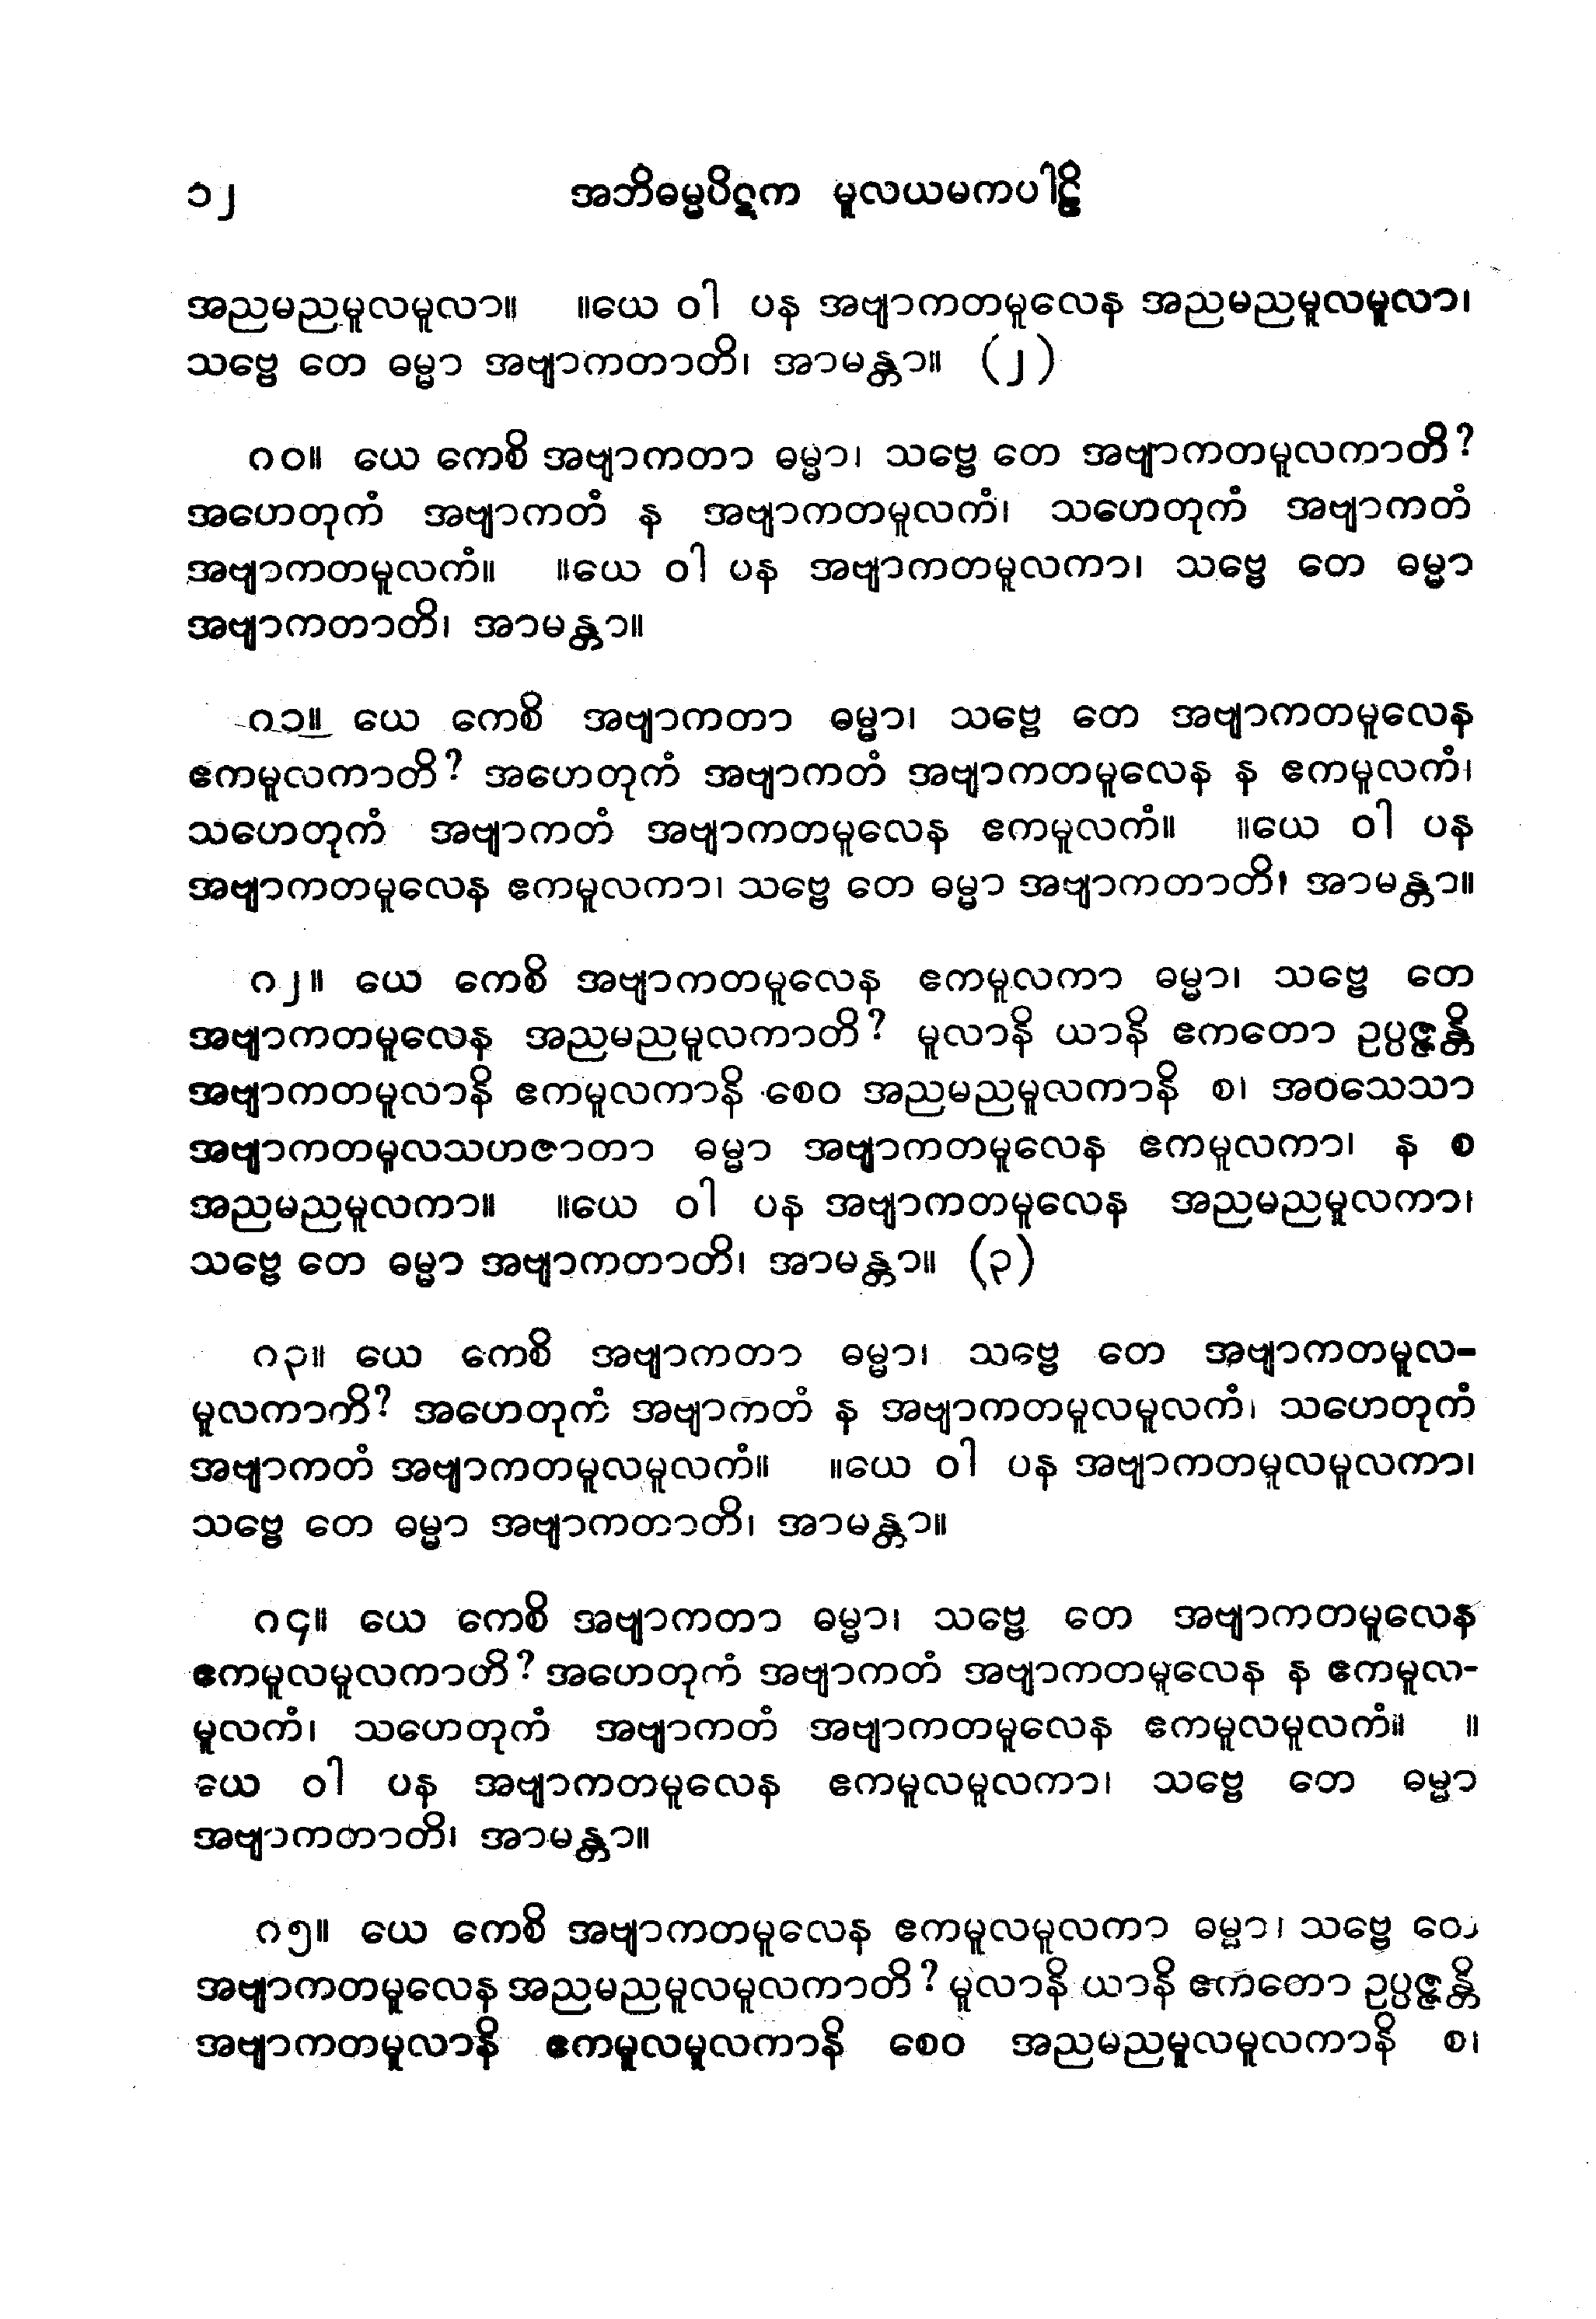 ၁၂ အဘိဓမ္မပိဋက မူလယမကပါဠိ
အညမညမူလမူလာ။ ။ယေ ဝါ ပန အဗျာကတမူလေန အညမညမူလမူလာ၊
သဗ္ဗေ တေ ဓမ္မာ အဗျာကတာတိ၊ အာမန္တာ။ (၂)
ဂ၀။ ယေ ကေစိ အဗျာကတာ ဓမ္မာ၊ သဗ္ဗေ တေ အဗျာကတမူလကာတိ?
အဟေတုကံ အဗျာကတံ န အဗျာကတမူလကံ၊ သဟေတုကံ အဗျာကတံ
အဗျာကတမူလကံ။ ။ယေ ဝါ ပန အဗျာကတမူလကာ၊ သဗ္ဗေ တေ ဓမ္မာ
အဗျာကတာတိ၊ အာမန္တာ။
ဂ၁။ ယေ ကေစိ အဗျာကတာ ဓမ္မာ၊ သဗ္ဗေ တေ အဗျာကတမူလေန
ဧကမူလကာတိ? အဟေတုကံ အဗျာကတံ အဗျာကတမူလေန န ဧကမူလကံ၊
သဟေတုကံ အဗျာကတံ အဗျာကတမူလေန ဧကမူလကံ။ ။ယေ ဝါ ပန
အဗျာကတမူလေန ဧကမူလကာ၊ သဗ္ဗေ တေ ဓမ္မာ အဗျာကတာတိ၊ အာမန္တာ။
ဂ၂။ ယေ ကေစိ အဗျာကတမူလေန ဧကမူလကာ ဓမ္မာ၊ သဗ္ဗေ တေ
အဗျာကတမူလေန အညမညမူလကာတိ? မူလာနိ ယာနိ ဧကတော ဥပ္ပဇ္ဇန္တိ
အဗျာကတမူလာနိ ဧကမူလကာနိ စေဝ အညမညမူလကာနိ စ၊ အဝသေသာ
အဗျာကတမူလသဟဇာတာ ဓမ္မာ အဗျာကတမူလေန ဧကမူလကာ၊ န စ
အညမညမူလကာ။ ။ယေ ဝါ ပန အဗျာကတမူလေန အညမညမူလကာ၊
သဗ္ဗေ တေ ဓမ္မာ အဗျာကတာတိ၊ အာမန္တာ။ (၃)
ဂ၃။ ယေ ကေစိ အဗျာကတာ ဓမ္မာ၊ သဗ္ဗေ တေ အဗျာကတမူလ-
မူလကာတိ? အဟေတုကံ အဗျာကတံ န အဗျာကတမူလမူလကံ၊ သဟေတုကံ
အဗျာကတံ အဗျာကတမူလမူလကံ။ ။ယေ ဝါ ပန အဗျာကတမူလမူလကာ၊
သဗ္ဗေ တေ ဓမ္မာ အဗျာကတာတိ၊ အာမန္တာ။
ဂ၄။ ယေ ကေစိ အဗျာကတာ ဓမ္မာ၊ သဗ္ဗေ တေ အဗျာကတမူလေန
ဧကမူလမူလကာတိ? အဟေတုကံ အဗျာကတံ အဗျာကတမူလေန န ဧကမူလ-
မူလကံ၊ သဟေတုကံ အဗျာကတံ အဗျာကတမူလေန ဧကမူလမူလကံ။ ။
ယေ ဝါ ပန အဗျာကတမူလေန ဧကမူလမူလကာ၊ သဗ္ဗေ တေ ဓမ္မာ
အဗျာကတာတိ၊ အာမန္တာ။
ဂ၅။ ယေ ကေစိ အဗျာကတမူလေန ဧကမူလမူလကာ ဓမ္မာ၊ သဗ္ဗေ တေ
အဗျာကတမူလေန အညမညမူလမူလကာတိ? မူလာနိ ယာနိ ဧကတော ဥပ္ပဇ္ဇန္တိ
အဗျာကတမူလာနိ ဧကမူလမူလကာနိ စေဝ အညမညမူလမူလကာနိ စ၊